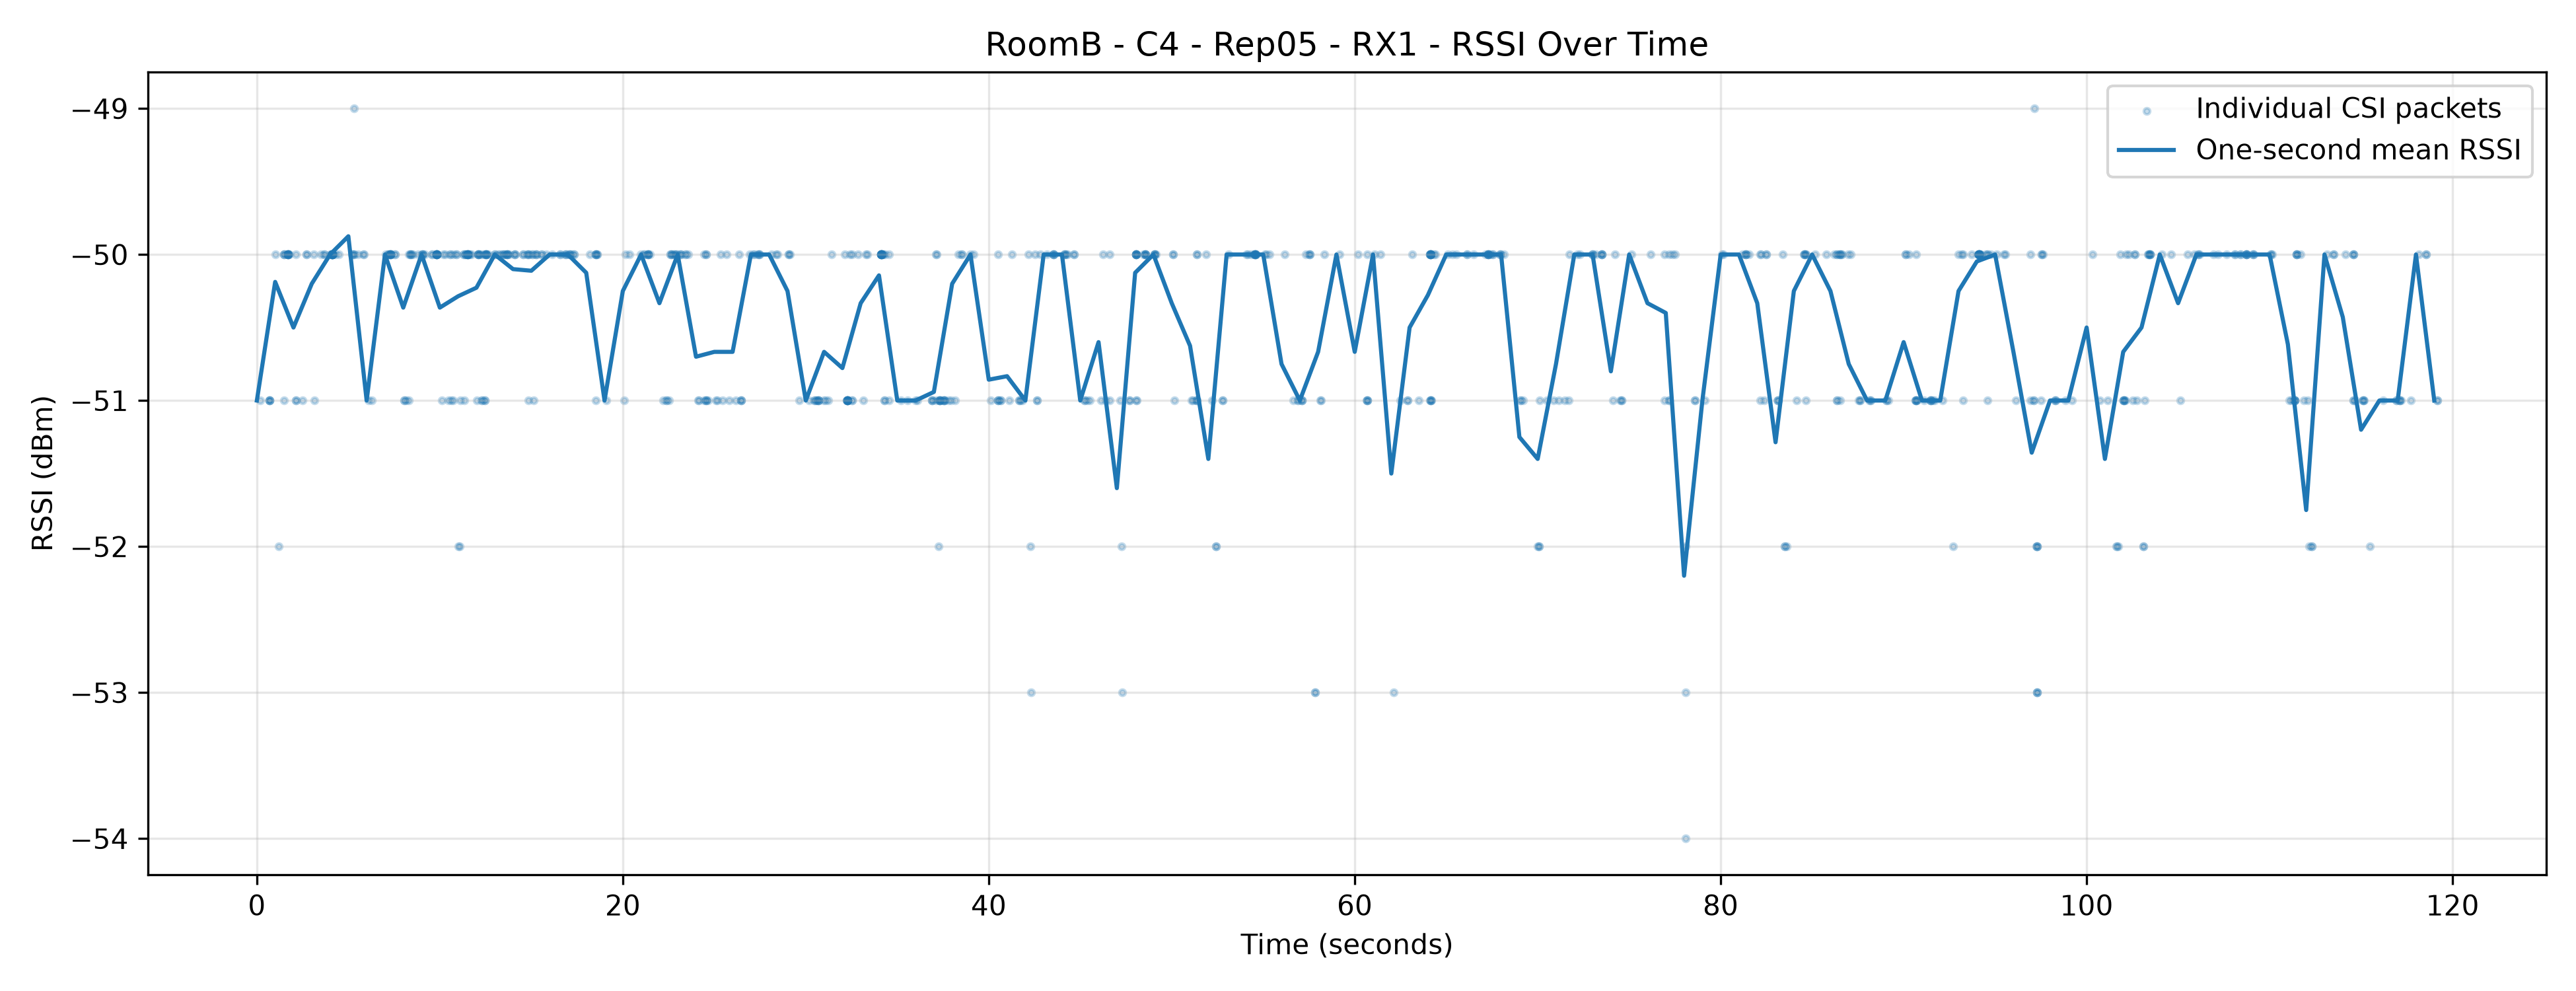 RoomB - C4 - Rep05 - RX1 - RSSI Over Time
Individual CSI packets
One-second mean RSSI
RSSI (dBm)
−49
−50
−51
−52
−53
−54
0 20 40 60 80 100 120
Time (seconds)